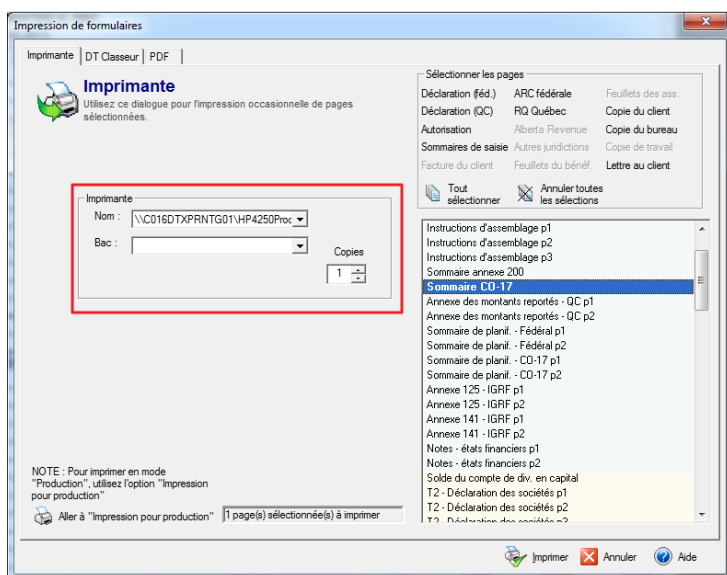 Impression de formulaires
Imprimante
DT Classeur
PDF
Imprimante
Utilisez ce dialogue pour l'impression occasionnelle de pages
sélectionnées.
Imprimante
Nom :
\\C016DTXPRNTG01\HP4250Proc
Bac :
Copies
1
NOTE : Pour imprimer en mode
"Production", utilisez l'option "Impression
pour production"
Aller à "Impression pour production"
1 page(s) sélectionnée(s) à imprimer
Sélectionner les pages
Déclaration (féd.) ARC fédérale Feuillets des ass.
Déclaration (QC) RQ Québec Copie du client
Autorisation Alberta Revenue Copie du bureau
Sommaires de saisie Autres juridictions Copie de travail
Facture du client Feuillets du bénéf. Lettre au client
Tout
sélectionner
Annuler toutes
les sélections
Instructions d'assemblage p1
Instructions d'assemblage p2
Instructions d'assemblage p3
Sommaire annexe 200
Sommaire CO-17
Annexe des montants reportés - QC p1
Annexe des montants reportés - QC p2
Sommaire de planif. - Fédéral p1
Sommaire de planif. - Fédéral p2
Sommaire de planif. - CO-17 p1
Sommaire de planif. - CO-17 p2
Annexe 125 - IGRF p1
Annexe 125 - IGRF p2
Annexe 141 - IGRF p1
Annexe 141 - IGRF p2
Notes - états financiers p1
Notes - états financiers p2
Solde du compte de div. en capital
T2 - Déclaration des sociétés p1
T2 - Déclaration des sociétés p2
T2 - Déclaration des sociétés p3
Imprimer
Annuler
Aide